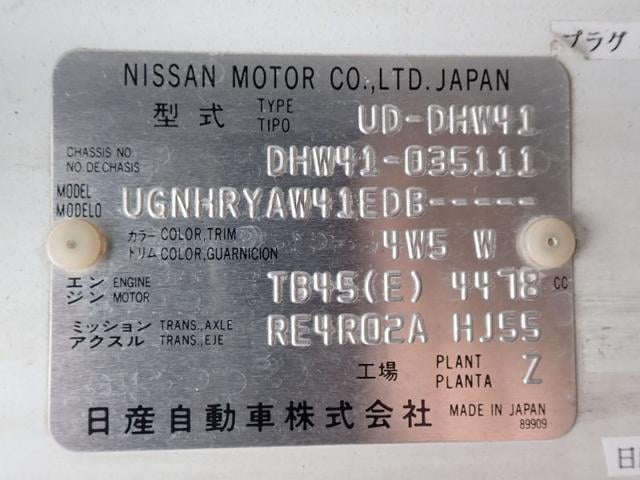 プラグ
NISSAN MOTOR CO.,LTD. JAPAN
型式 TYPE TIPO UD-DHW41
CHASSIS NO. NO. DE CHASIS DHW41-035111
MODEL MODELO UGNHRYAW41EDB-----
カラー COLOR,TRIM
トリム COLOR,GUARNICION 4W5 W
エンジン ENGINE MOTOR TB45(E) 4478 CC
ミッション TRANS.,AXLE
アクスル TRANS.,EJE RE4R02A HJ55
工場 PLANT PLANTA Z
日産自動車株式会社 MADE IN JAPAN
89909